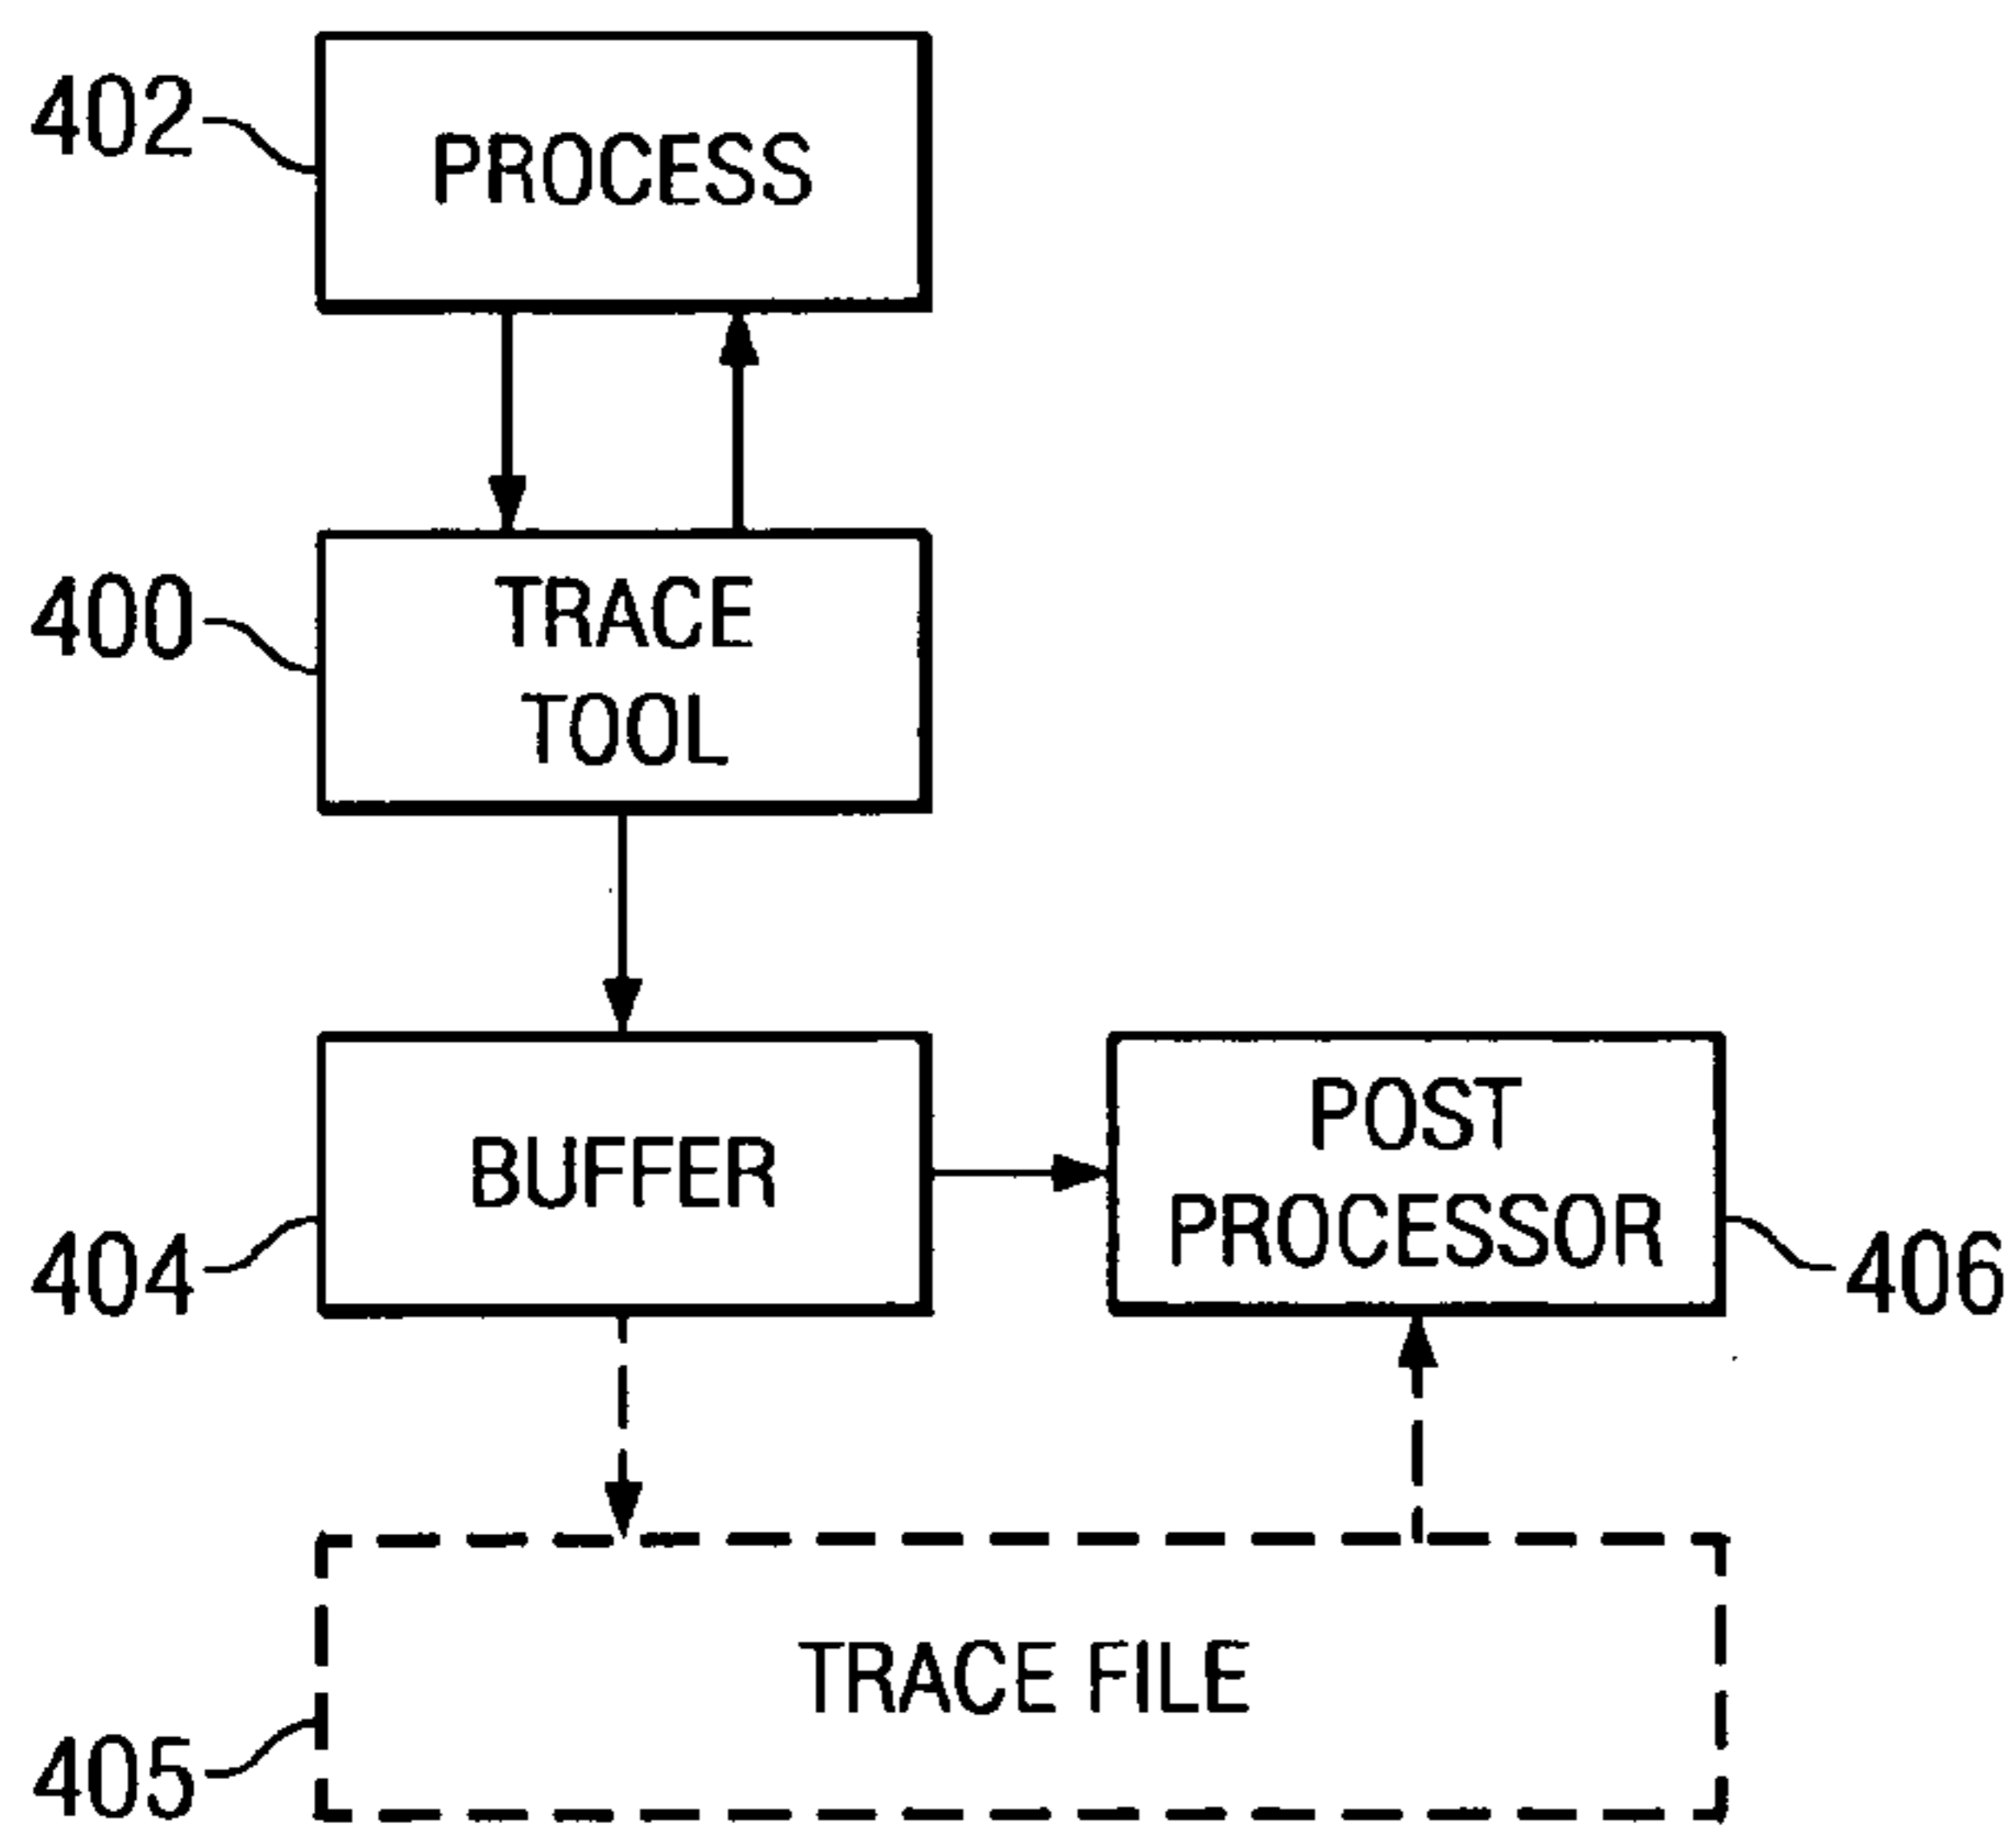 402
PROCESS
400
TRACE
TOOL
404
BUFFER
POST
PROCESSOR
406
405
TRACE FILE